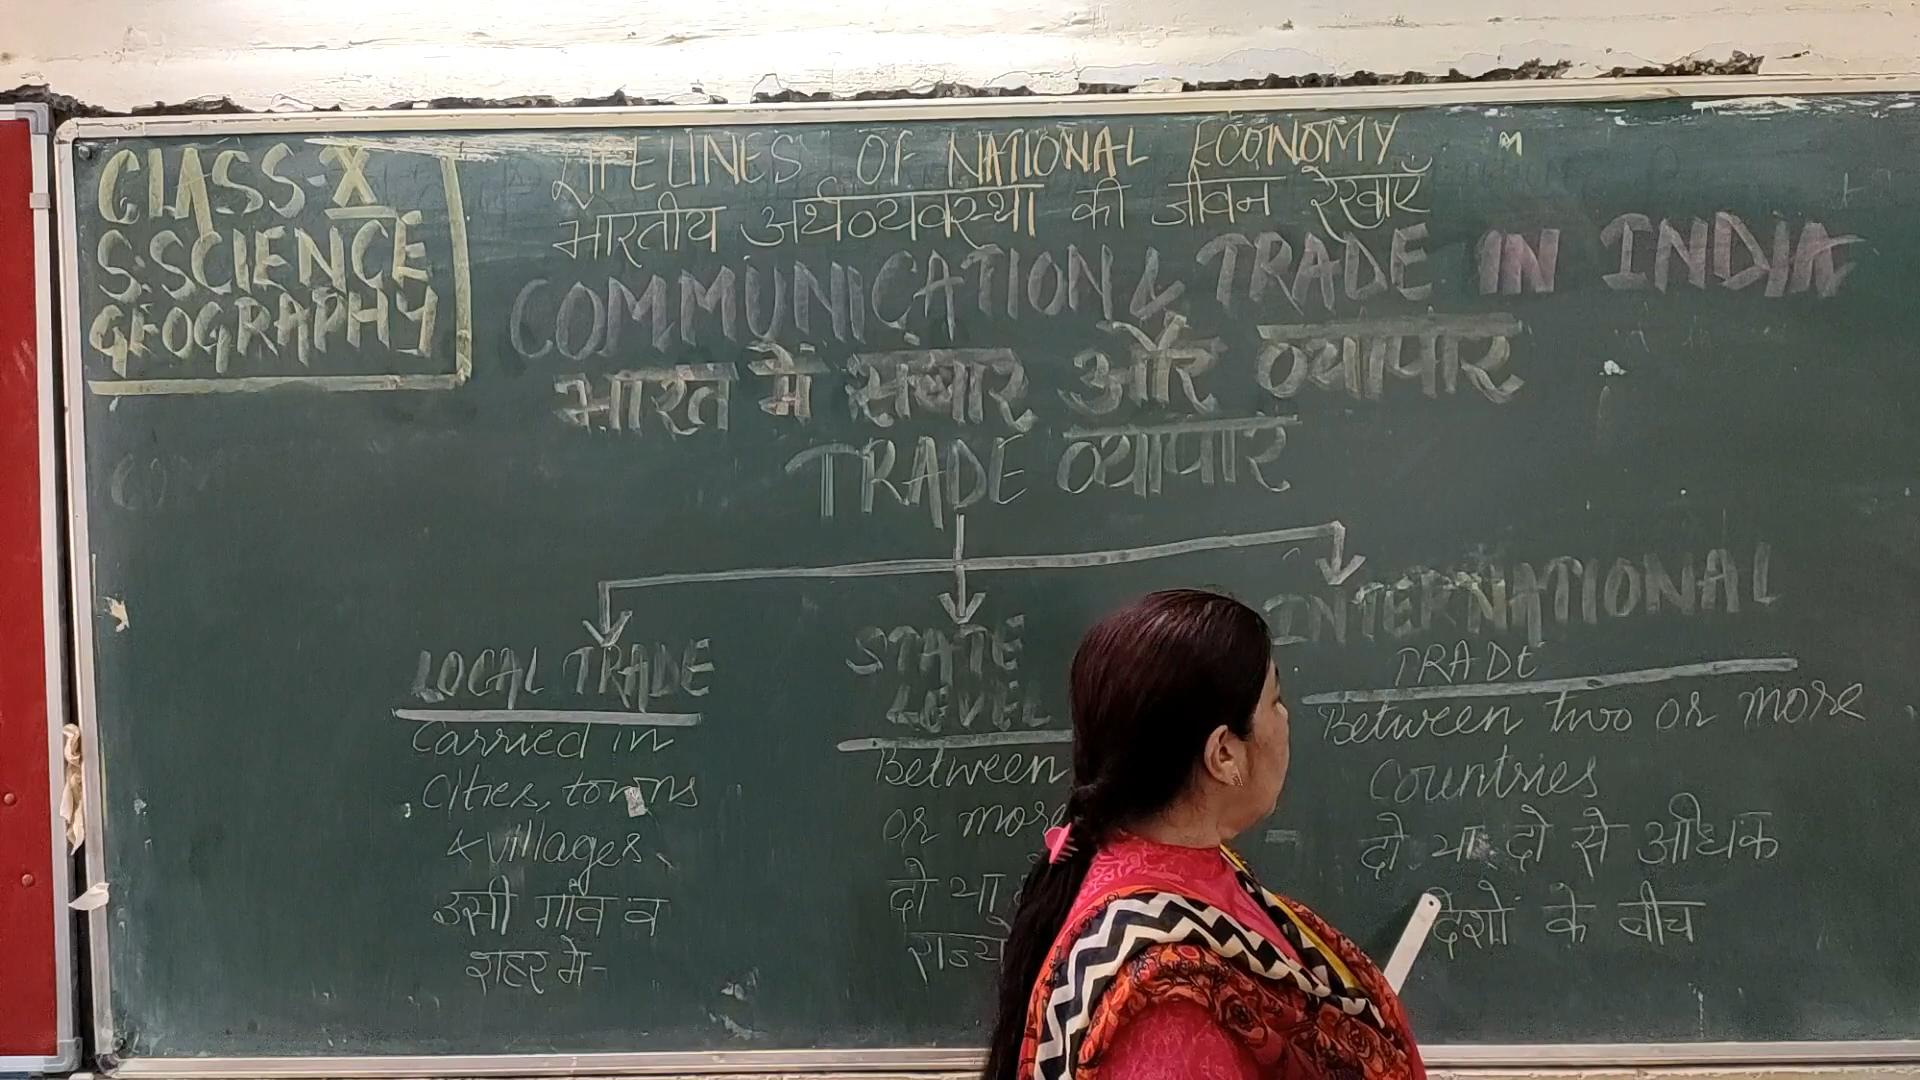 CLASS X
S.SCIENCE
GEOGRAPHY
LIFELINES OF NATIONAL ECONOMY
भारतीय अर्थव्यवस्था की जीवन रेखाएँ
COMMUNICATION & TRADE IN INDIA
भारत में संचार और व्यापार
TRADE व्यापार
LOCAL TRADE
Carried in
Cities, towns
& villages
उसी गाँव व
शहर मे-
STATE
LEVEL
Between
or more
दो या
राज्यो
INTERNATIONAL
TRADE
Between two or more
Countries
दो या दो से अधिक
देशों के बीच